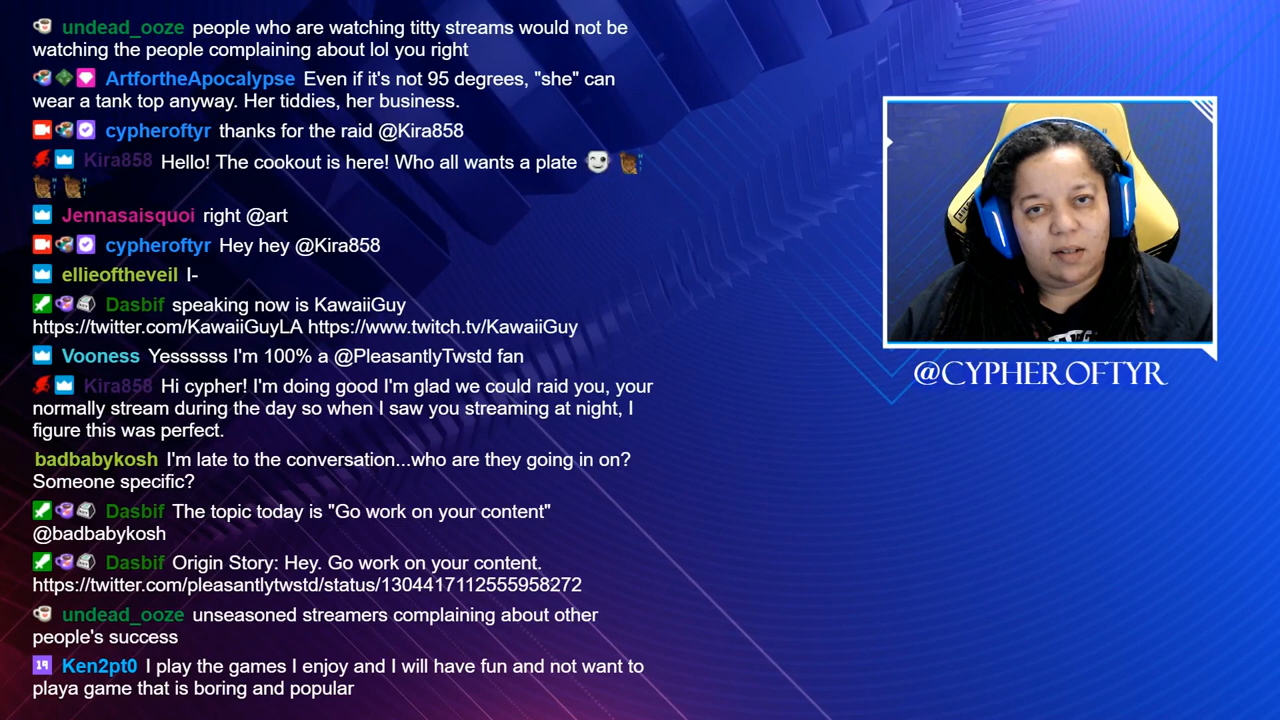 undead_ooze people who are watching titty streams would not be
watching the people complaining about lol you right
ArtfortheApocalypse Even if it's not 95 degrees, "she" can
wear a tank top anyway. Her tiddies, her business.
cypheroftyr thanks for the raid @Kira858
Kira858 Hello! The cookout is here! Who all wants a plate
Jennasaisquoi right @art
cypheroftyr Hey hey @Kira858
ellieoftheveil I-
Dasbif speaking now is KawaiiGuy
https://twitter.com/KawaiiGuyLA https://www.twitch.tv/KawaiiGuy
Vooness Yesssssss I'm 100% a @PleasantlyTwstd fan
Kira858 Hi cypher! I'm doing good I'm glad we could raid you, your
normally stream during the day so when I saw you streaming at night, I
figure this was perfect.
badbabykosh I'm late to the conversation...who are they going in on?
Someone specific?
Dasbif The topic today is "Go work on your content"
@badbabykosh
Dasbif Origin Story: Hey. Go work on your content.
https://twitter.com/pleasantlytwstd/status/1304417112555958272
undead_ooze unseasoned streamers complaining about other
people's success
19 Ken2pt0 I play the games I enjoy and I will have fun and not want to
playa game that is boring and popular
@CYPHEROFTYR